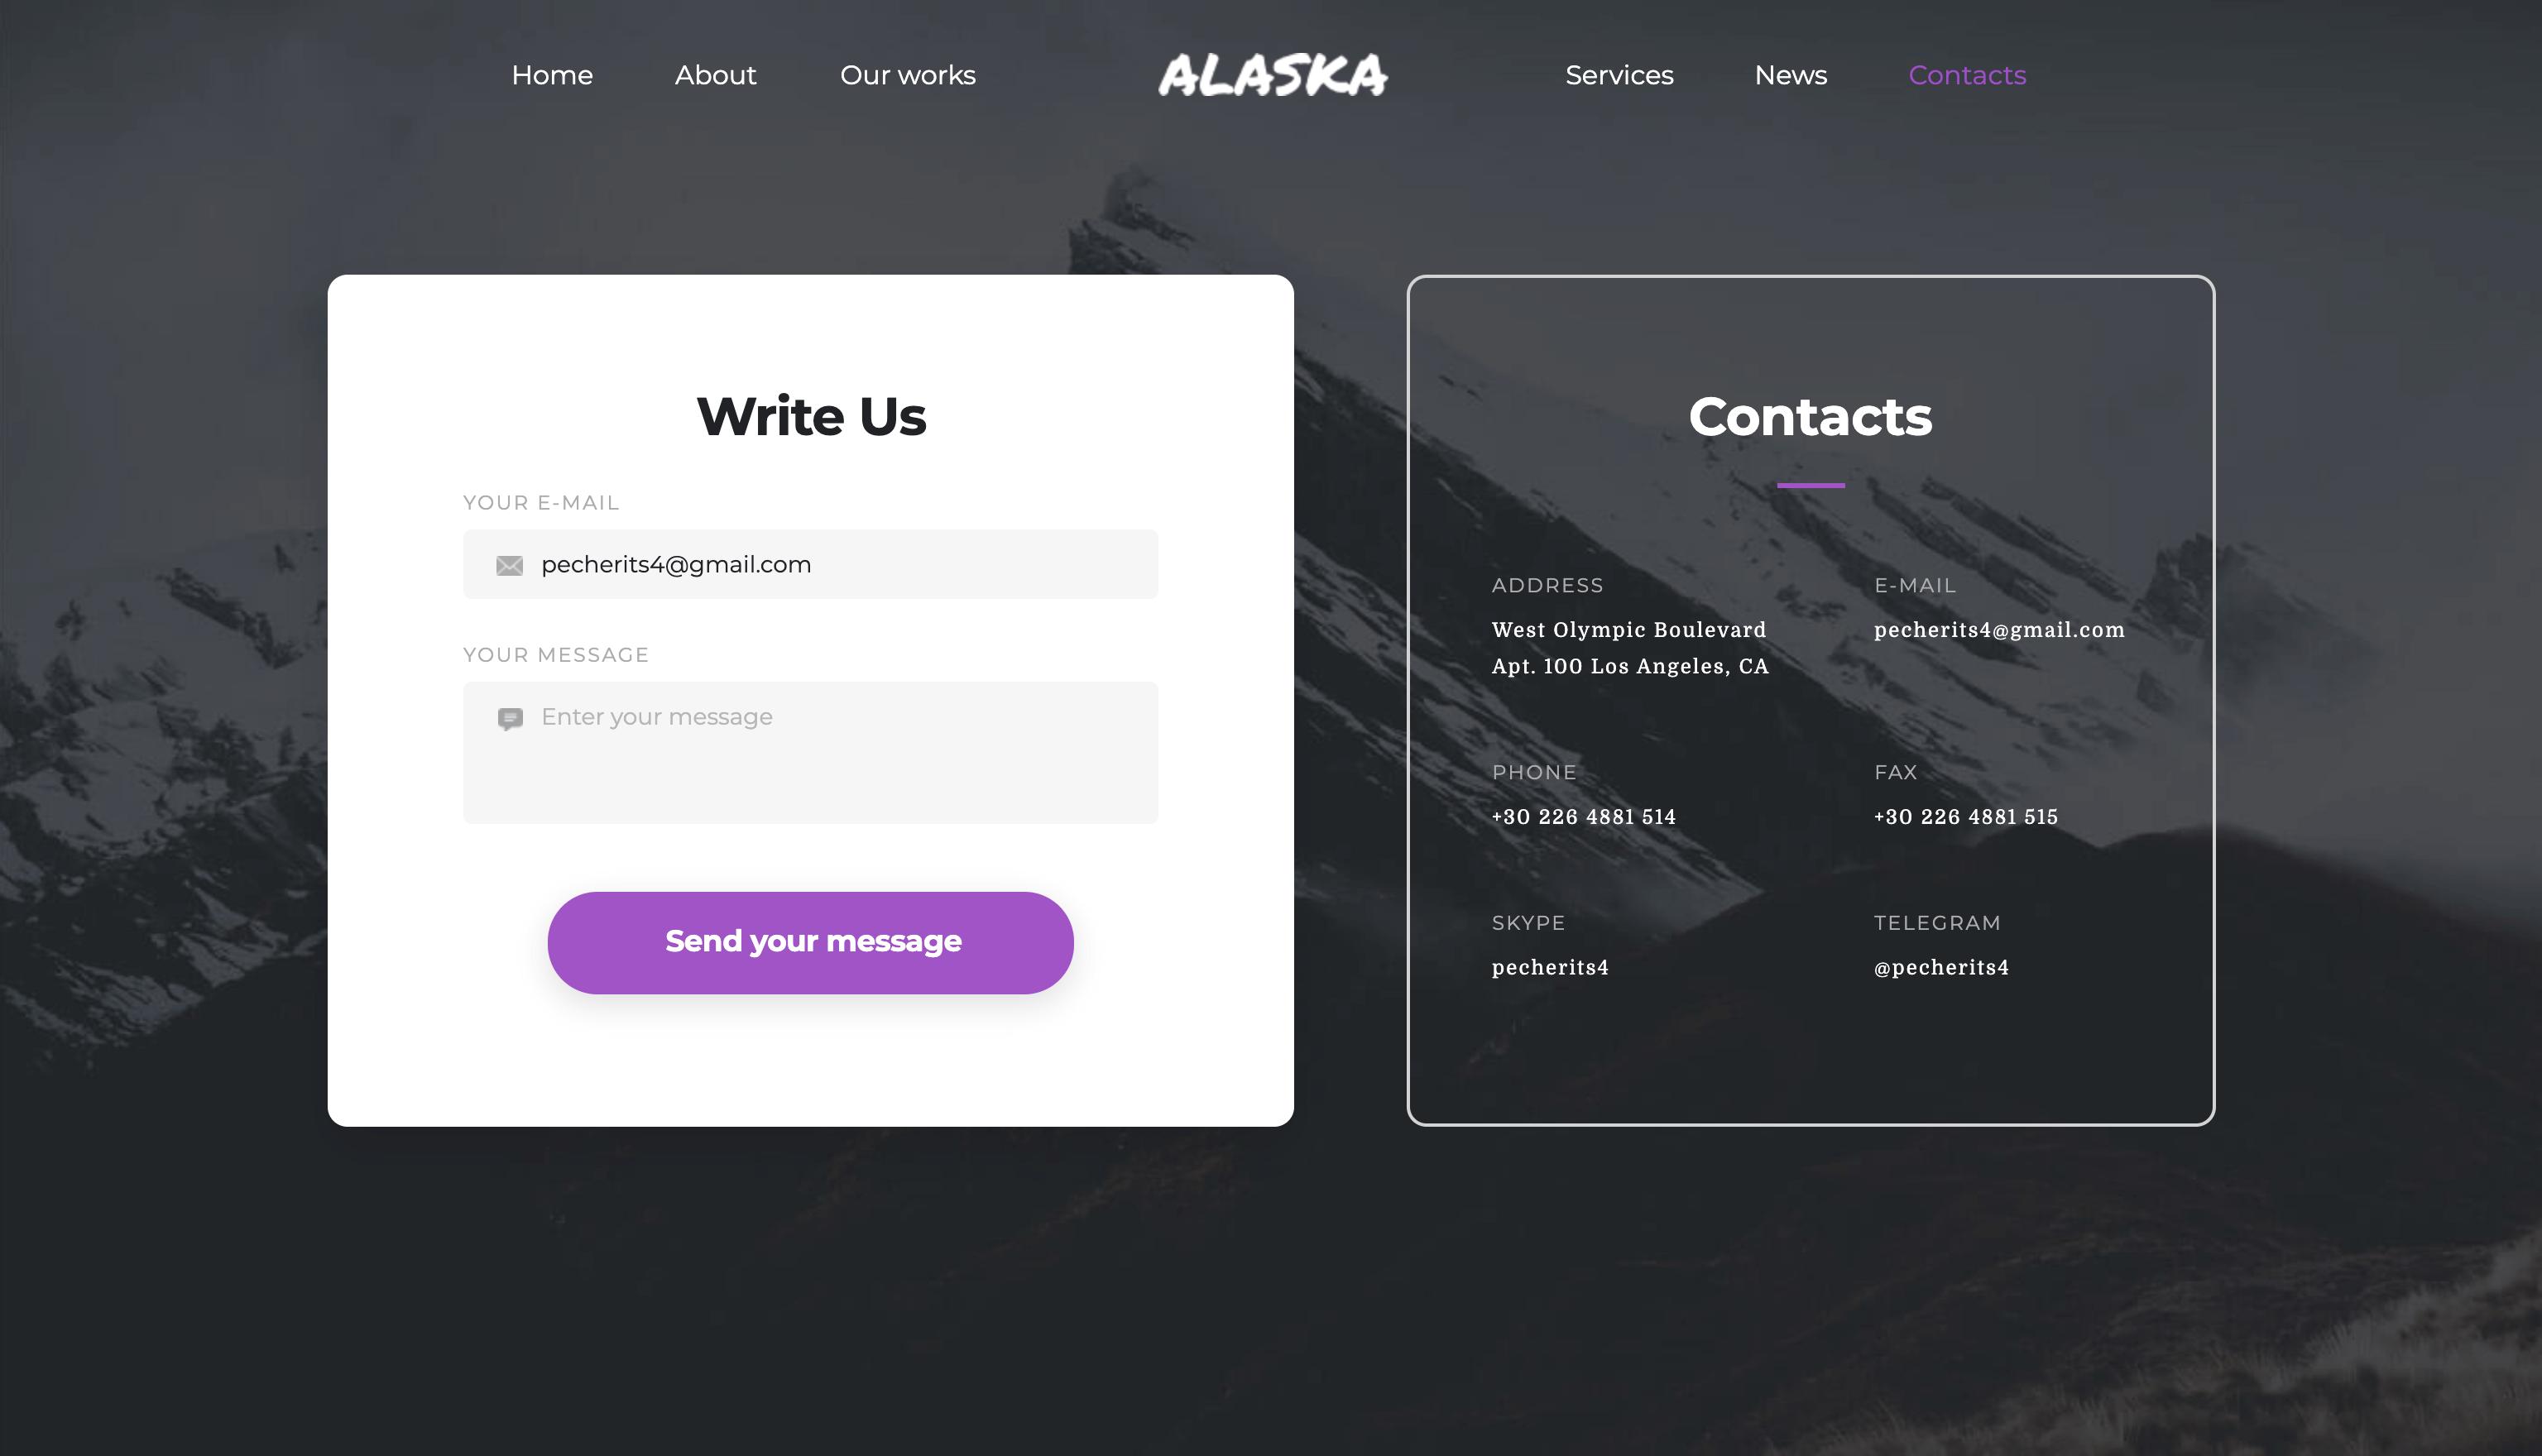 Home
About
Our works
ALASKA
Services
News
Contacts
Write Us
YOUR E-MAIL
pecherits4@gmail.com
YOUR MESSAGE
Enter your message
Send your message
Contacts
ADDRESS
West Olympic Boulevard
Apt. 100 Los Angeles, CA
E-MAIL
pecherits4@gmail.com
PHONE
+30 226 4881 514
FAX
+30 226 4881 515
SKYPE
pecherits4
TELEGRAM
@pecherits4